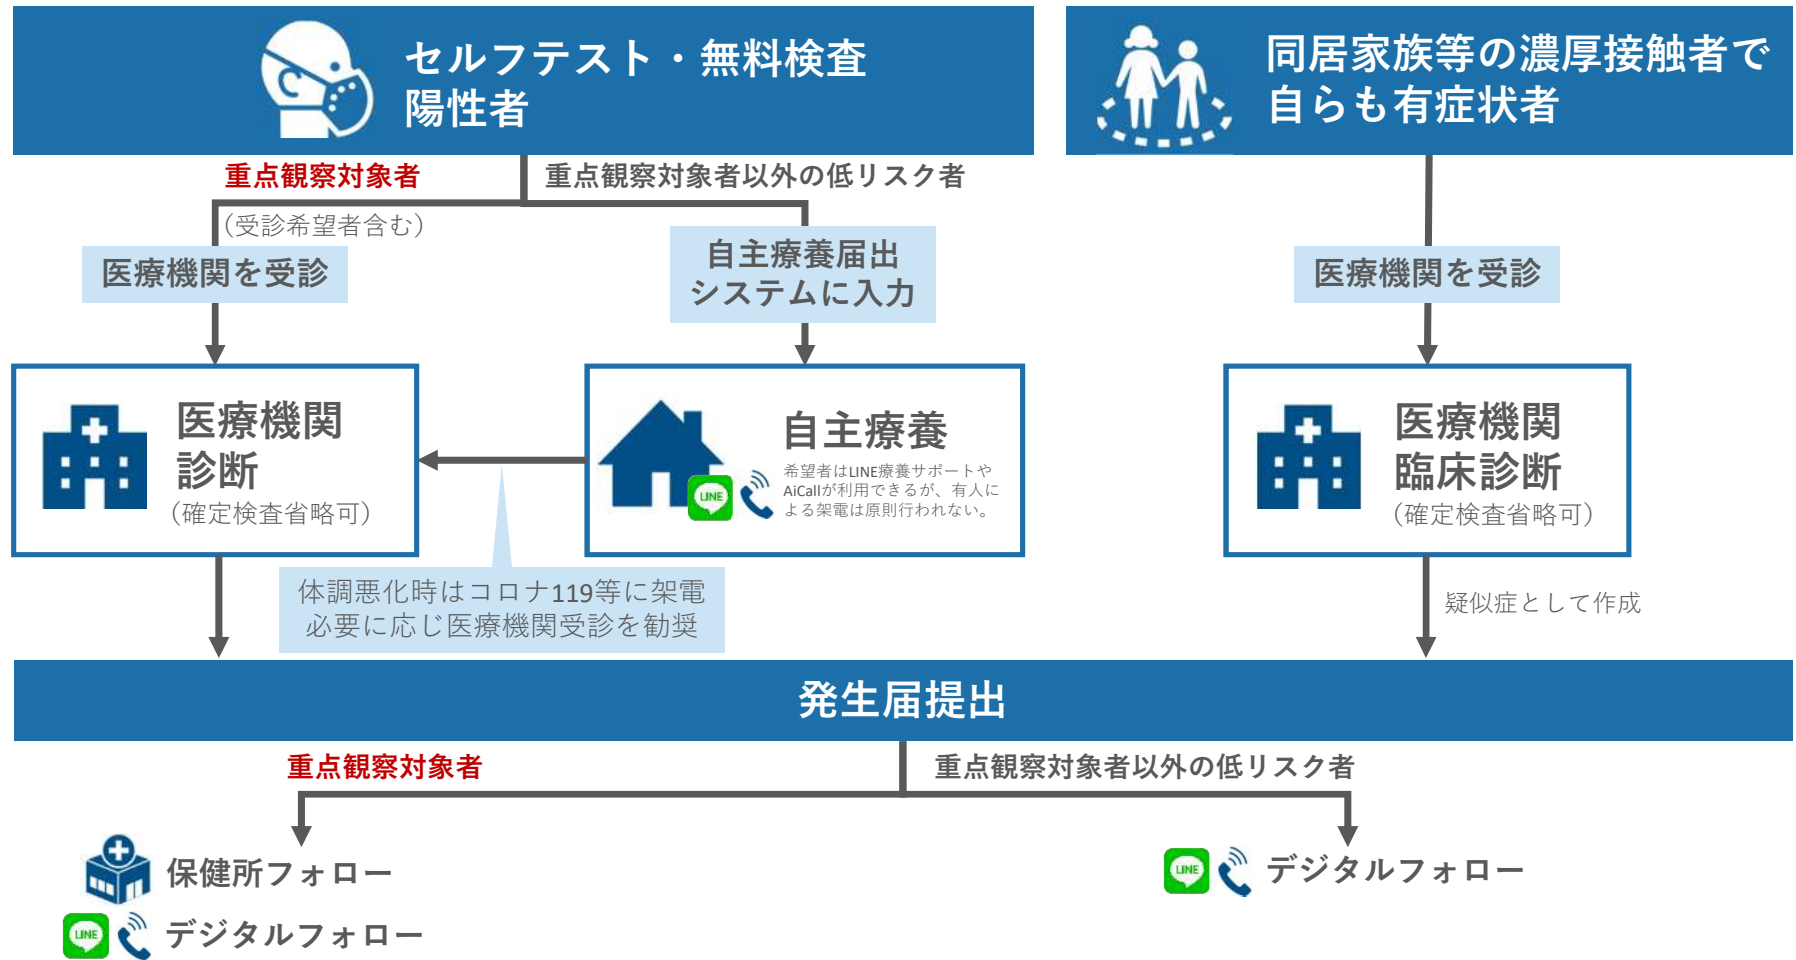 セルフテスト・無料検査
陽性者
同居家族等の濃厚接触者で
自らも有症状者
重点観察対象者
重点観察対象者以外の低リスク者
（受診希望者含む）
医療機関を受診
自主療養届出
システムに入力
医療機関を受診
医療機関
診断
（確定検査省略可）
自主療養
希望者はLINE療養サポートや
AiCallが利用できるが、有人に
よる架電は原則行われない。
LINE
医療機関
臨床診断
（確定検査省略可）
体調悪化時はコロナ119等に架電
必要に応じ医療機関受診を勧奨
疑似症として作成
発生届提出
重点観察対象者
重点観察対象者以外の低リスク者
保健所フォロー
LINE
デジタルフォロー
LINE
デジタルフォロー